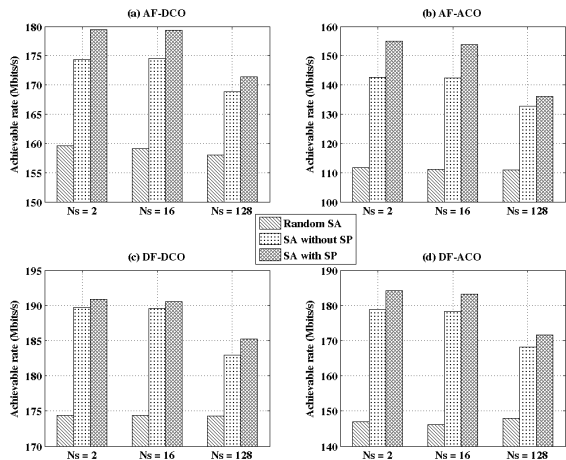 (a) AF-DCO
Achievable rate (Mbits/s)
180
175
170
165
160
155
150
Ns = 2
Ns = 16
Ns = 128
(b) AF-ACO
Achievable rate (Mbits/s)
160
150
140
130
120
110
100
Ns = 2
Ns = 16
Ns = 128
Random SA
SA without SP
SA with SP
(c) DF-DCO
Achievable rate (Mbits/s)
195
190
185
180
175
170
Ns = 2
Ns = 16
Ns = 128
(d) DF-ACO
Achievable rate (Mbits/s)
190
180
170
160
150
140
Ns = 2
Ns = 16
Ns = 128